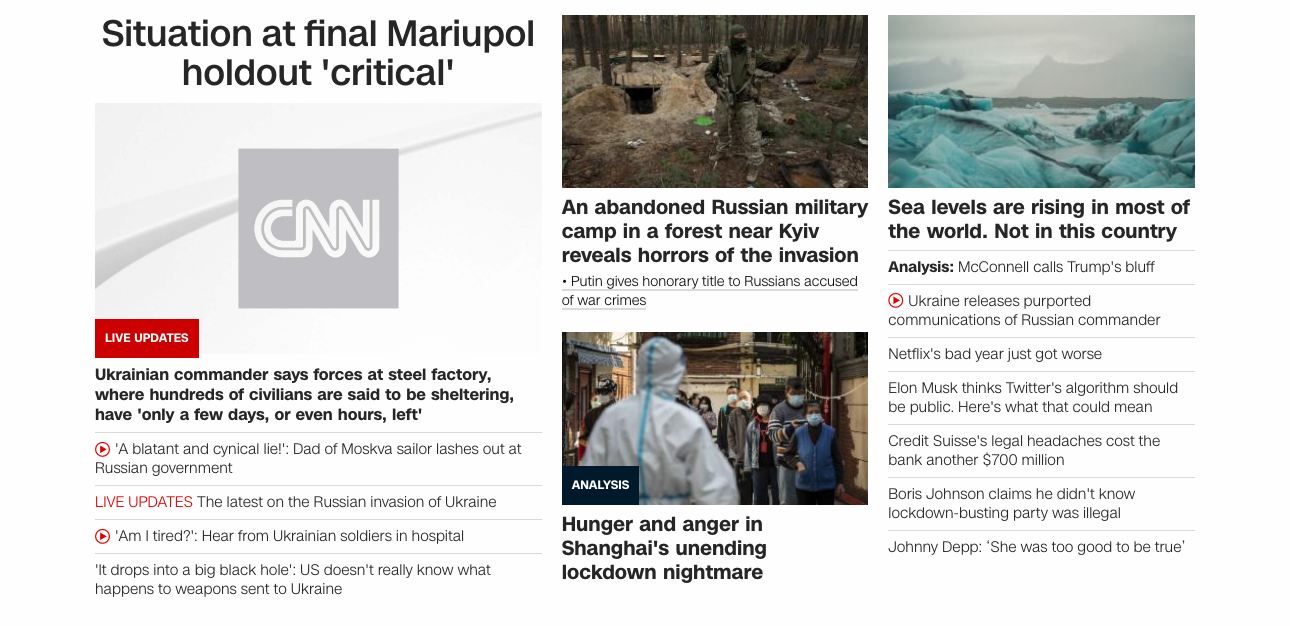 Situation at final Mariupol
holdout 'critical'
CNN
LIVE UPDATES
Ukrainian commander says forces at steel factory,
where hundreds of civilians are said to be sheltering,
have 'only a few days, or even hours, left'
'A blatant and cynical lie!': Dad of Moskva sailor lashes out at
Russian government
LIVE UPDATES The latest on the Russian invasion of Ukraine
'Am I tired?': Hear from Ukrainian soldiers in hospital
'It drops into a big black hole': US doesn't really know what
happens to weapons sent to Ukraine
An abandoned Russian military
camp in a forest near Kyiv
reveals horrors of the invasion
• Putin gives honorary title to Russians accused
of war crimes
ANALYSIS
Hunger and anger in
Shanghai's unending
lockdown nightmare
Sea levels are rising in most of
the world. Not in this country
Analysis: McConnell calls Trump's bluff
Ukraine releases purported
communications of Russian commander
Netflix's bad year just got worse
Elon Musk thinks Twitter's algorithm should
be public. Here's what that could mean
Credit Suisse's legal headaches cost the
bank another $700 million
Boris Johnson claims he didn't know
lockdown-busting party was illegal
Johnny Depp: ‘She was too good to be true’